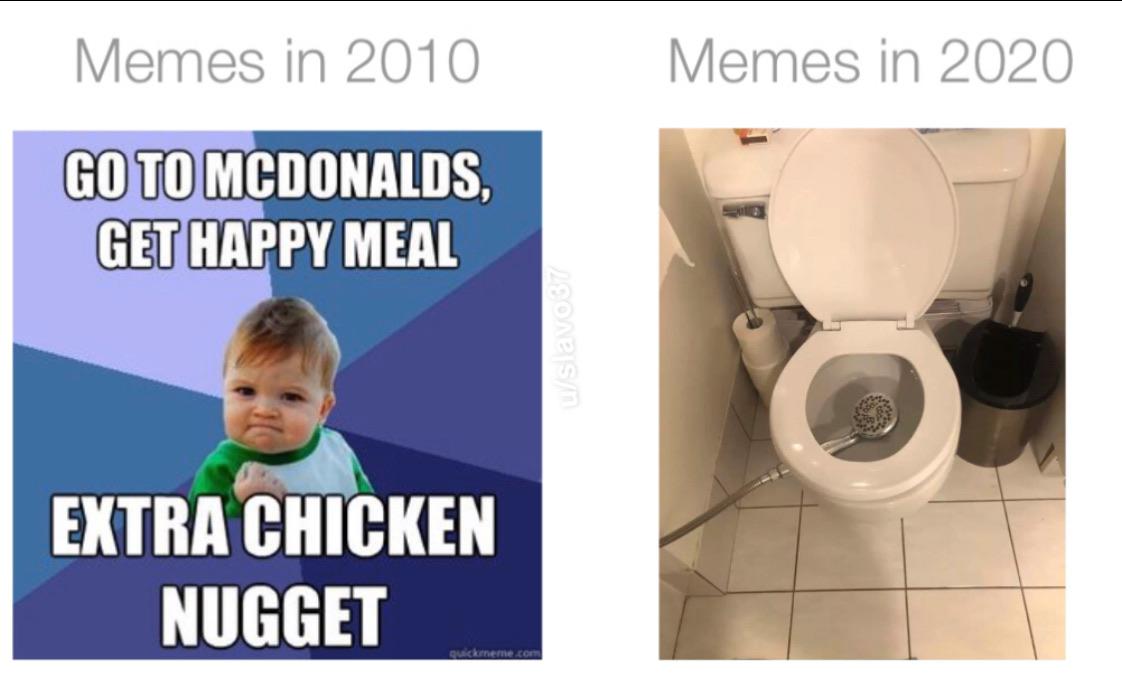 Memes in 2010
Memes in 2020
GO TO MCDONALDS,
GET HAPPY MEAL
EXTRA CHICKEN
NUGGET
quickmeme.com
u/slavo37